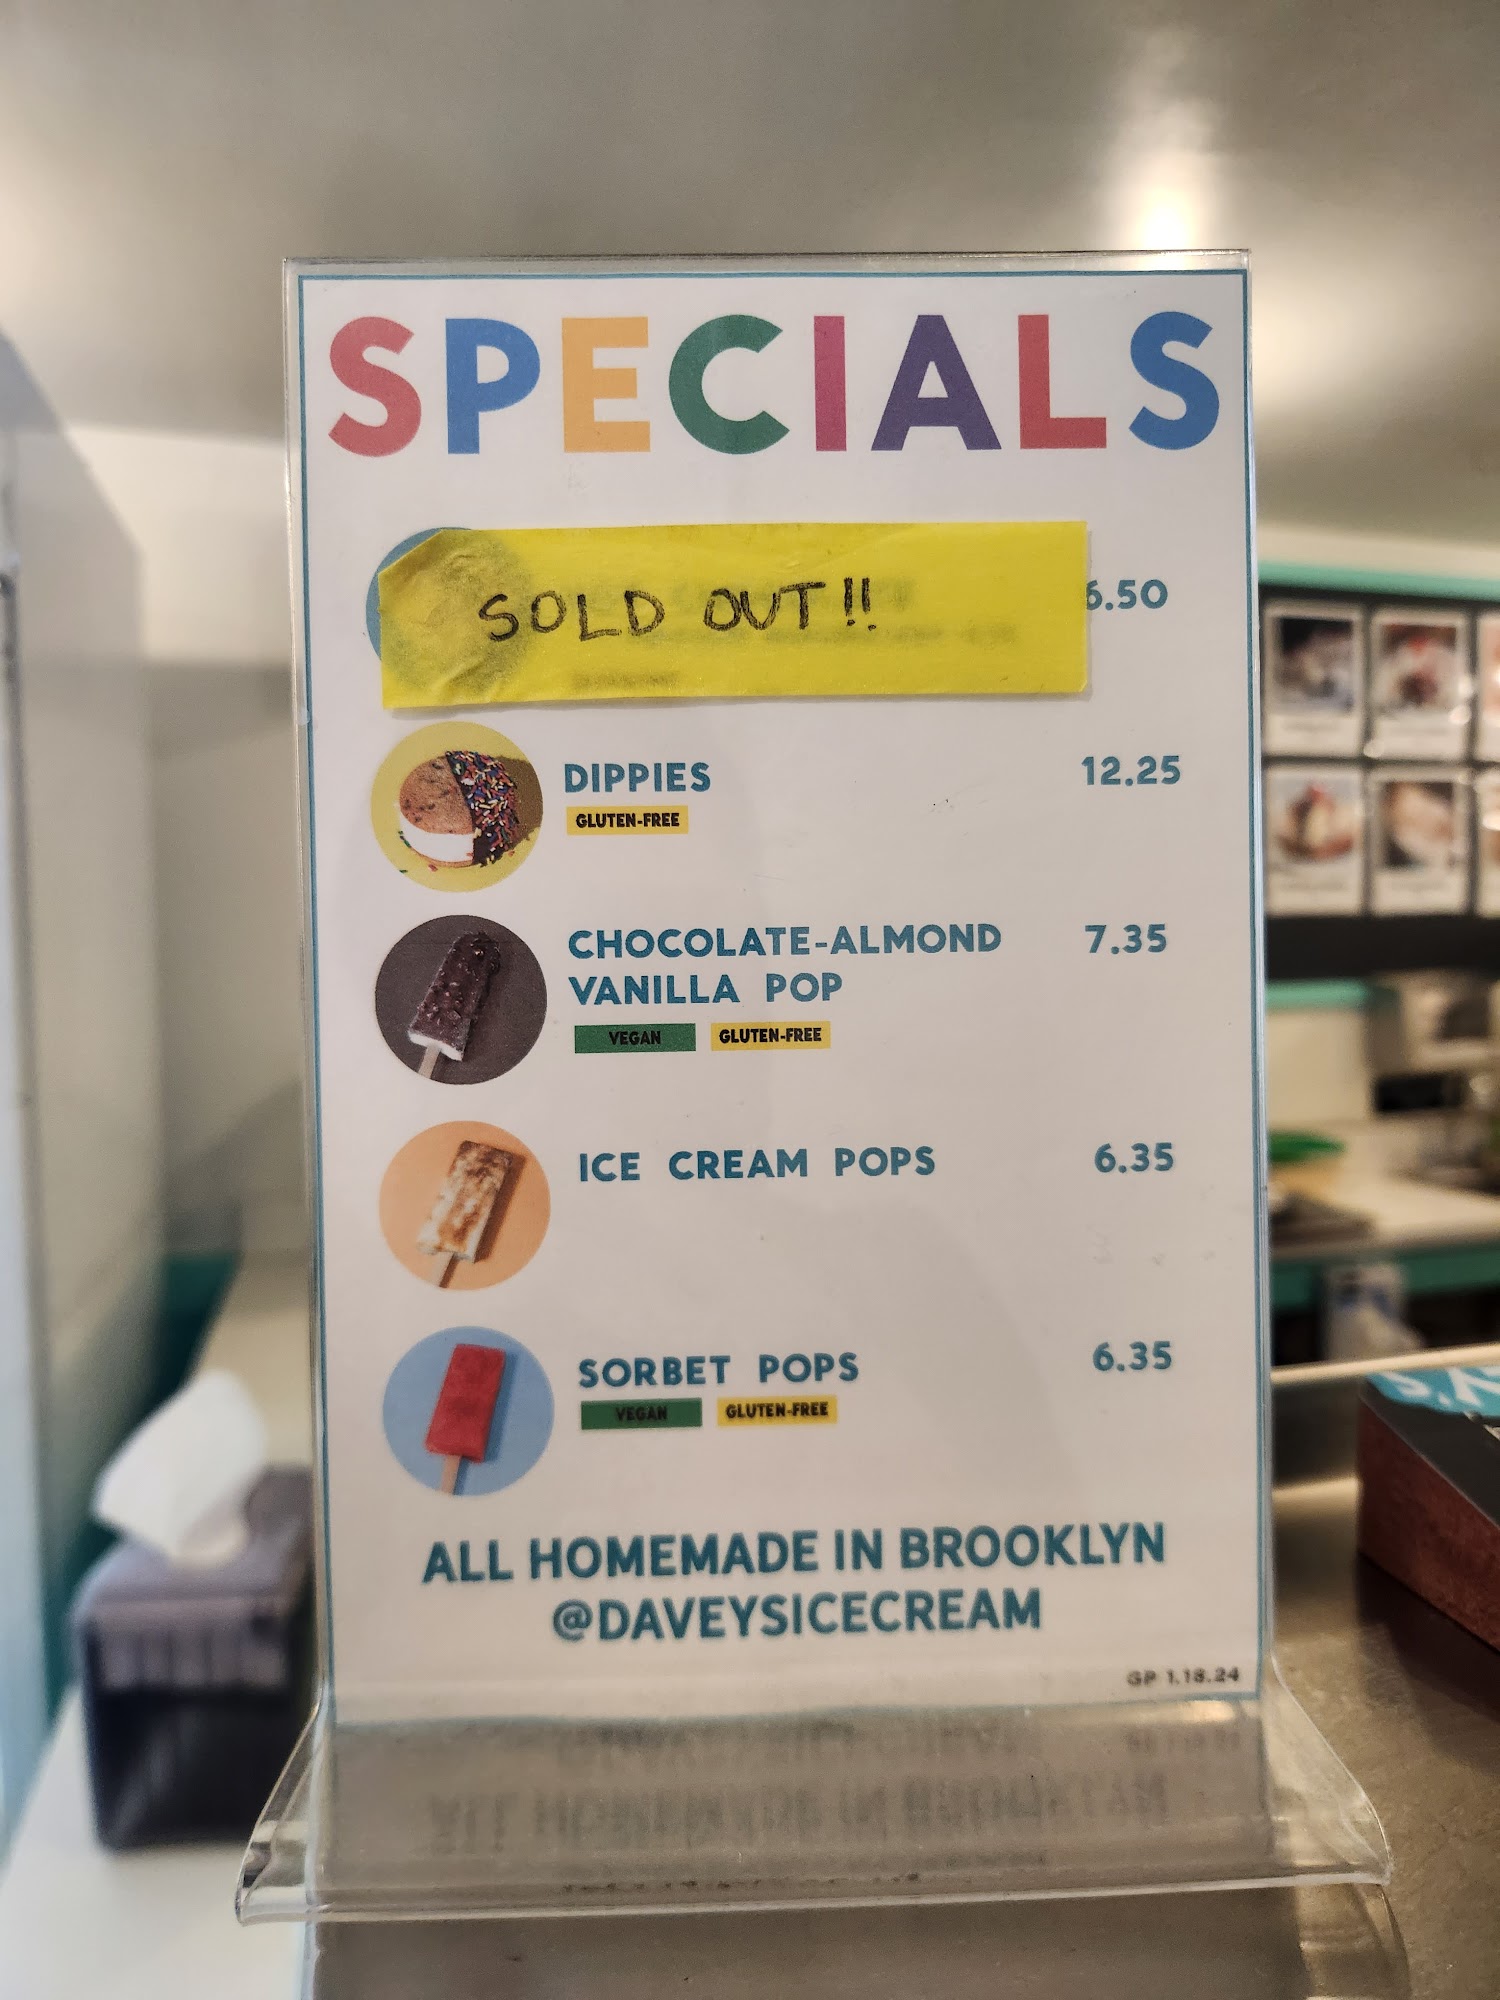 SPECIALS
SOLD OUT!!
6.50
DIPPIES 12.25
GLUTEN-FREE
CHOCOLATE-ALMOND 7.35
VANILLA POP
VEGAN GLUTEN-FREE
ICE CREAM POPS 6.35
SORBET POPS 6.35
VEGAN GLUTEN-FREE
ALL HOMEMADE IN BROOKLYN
@DAVEYSICECREAM
GP 1.18.24